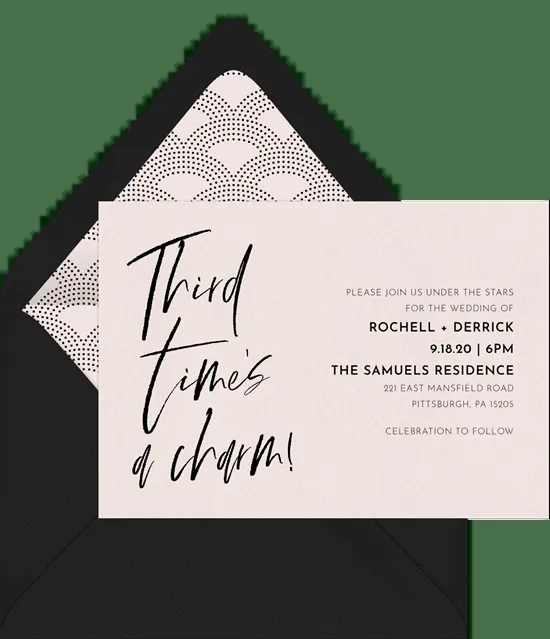 Third
time's
a charm!
PLEASE JOIN US UNDER THE STARS
FOR THE WEDDING OF
ROCHELL + DERRICK
9.18.20 | 6PM
THE SAMUELS RESIDENCE
221 EAST MANSFIELD ROAD
PITTSBURGH, PA 15205
CELEBRATION TO FOLLOW